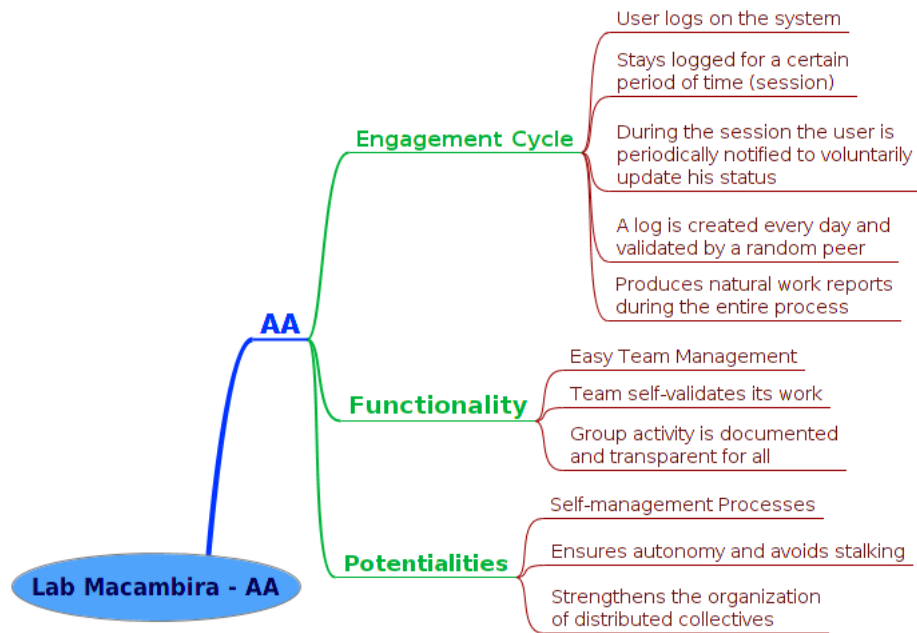 User logs on the system
Stays logged for a certain
period of time (session)
Engagement Cycle
During the session the user is
periodically notified to voluntarily
update his status
A log is created every day and
validated by a random peer
Produces natural work reports
during the entire process
AA
Easy Team Management
Functionality
Team self-validates its work
Group activity is documented
and transparent for all
Self-management Processes
Potentialities
Ensures autonomy and avoids stalking
Lab Macambira - AA
Strengthens the organization
of distributed collectives